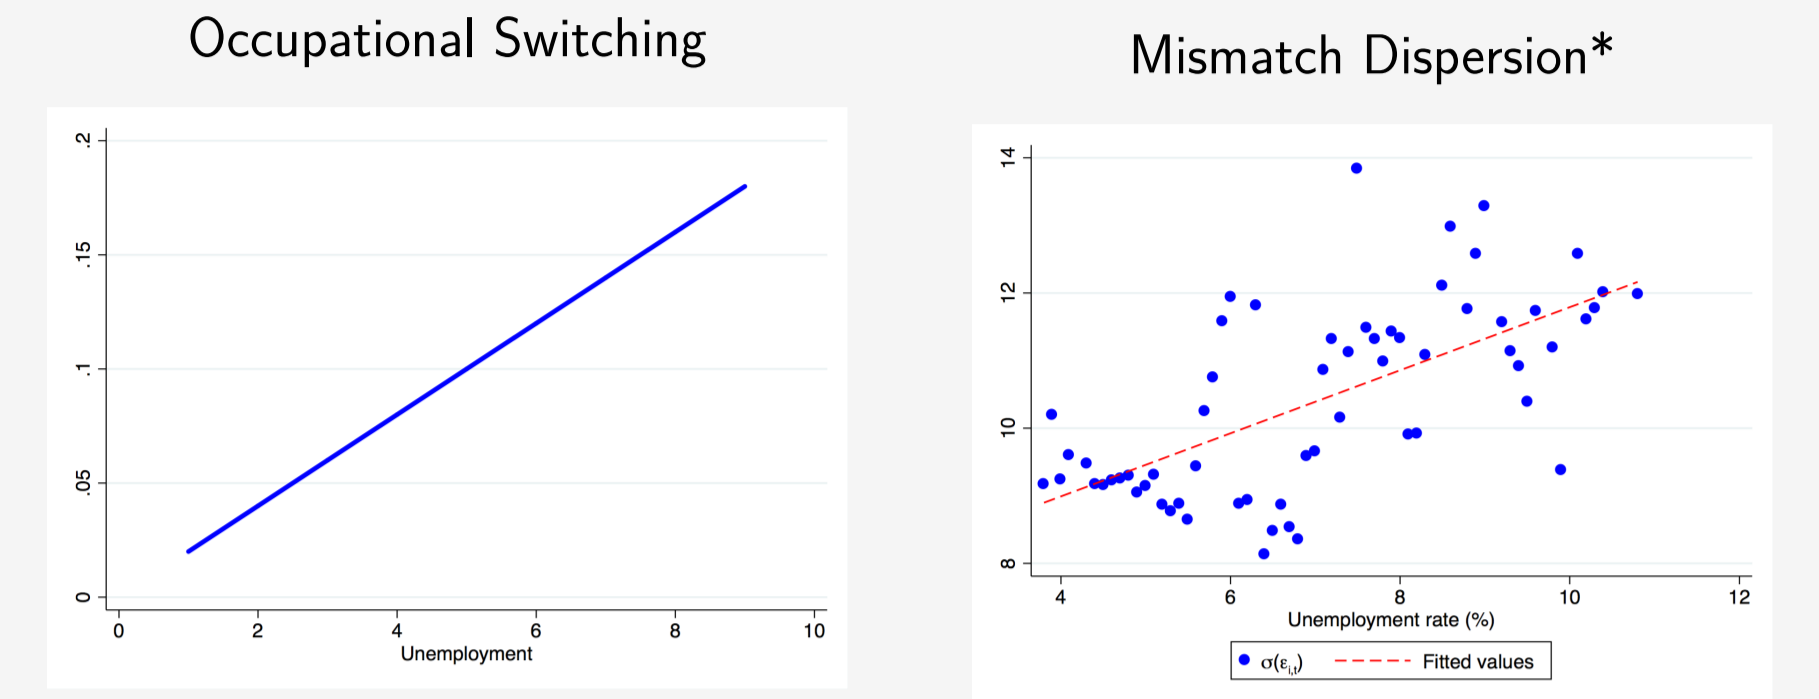 Occupational Switching
.2
.15
.1
.05
0
0 2 4 6 8 10
Unemployment
Mismatch Dispersion*
14
12
10
8
4 6 8 10 12
Unemployment rate (%)
σ(ε_{i,t}) Fitted values